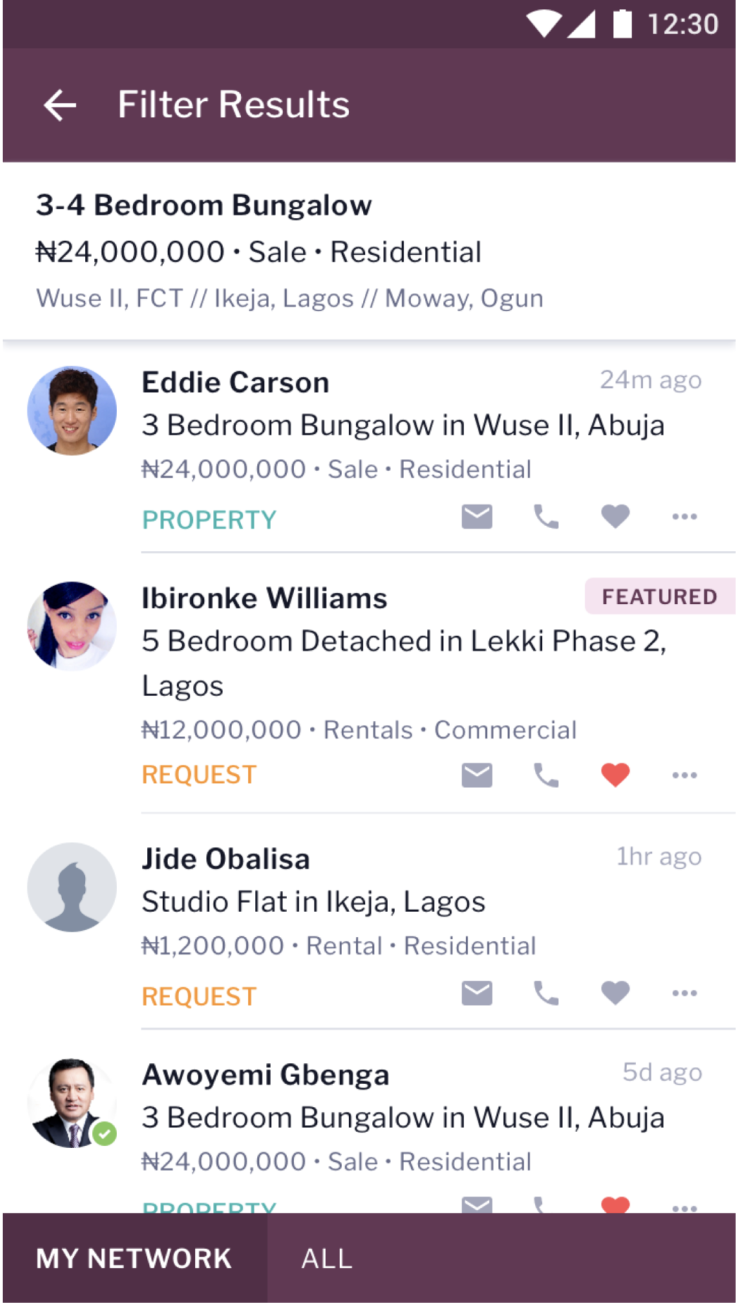 12:30
Filter Results
3-4 Bedroom Bungalow
₦24,000,000 • Sale • Residential
Wuse II, FCT // Ikeja, Lagos // Moway, Ogun
Eddie Carson
24m ago
3 Bedroom Bungalow in Wuse II, Abuja
₦24,000,000 • Sale • Residential
PROPERTY
Ibironke Williams
FEATURED
5 Bedroom Detached in Lekki Phase 2,
Lagos
₦12,000,000 • Rentals • Commercial
REQUEST
Jide Obalisa
1hr ago
Studio Flat in Ikeja, Lagos
₦1,200,000 • Rental • Residential
REQUEST
Awoyemi Gbenga
5d ago
3 Bedroom Bungalow in Wuse II, Abuja
₦24,000,000 • Sale • Residential
PROPERTY
MY NETWORK
ALL